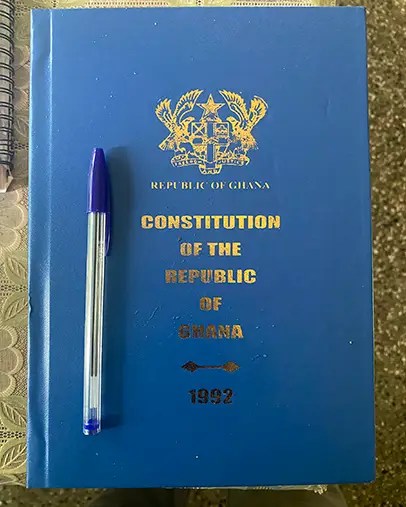 REPUBLIC OF GHANA
CONSTITUTION
OF THE
REPUBLIC
OF
GHANA
1992